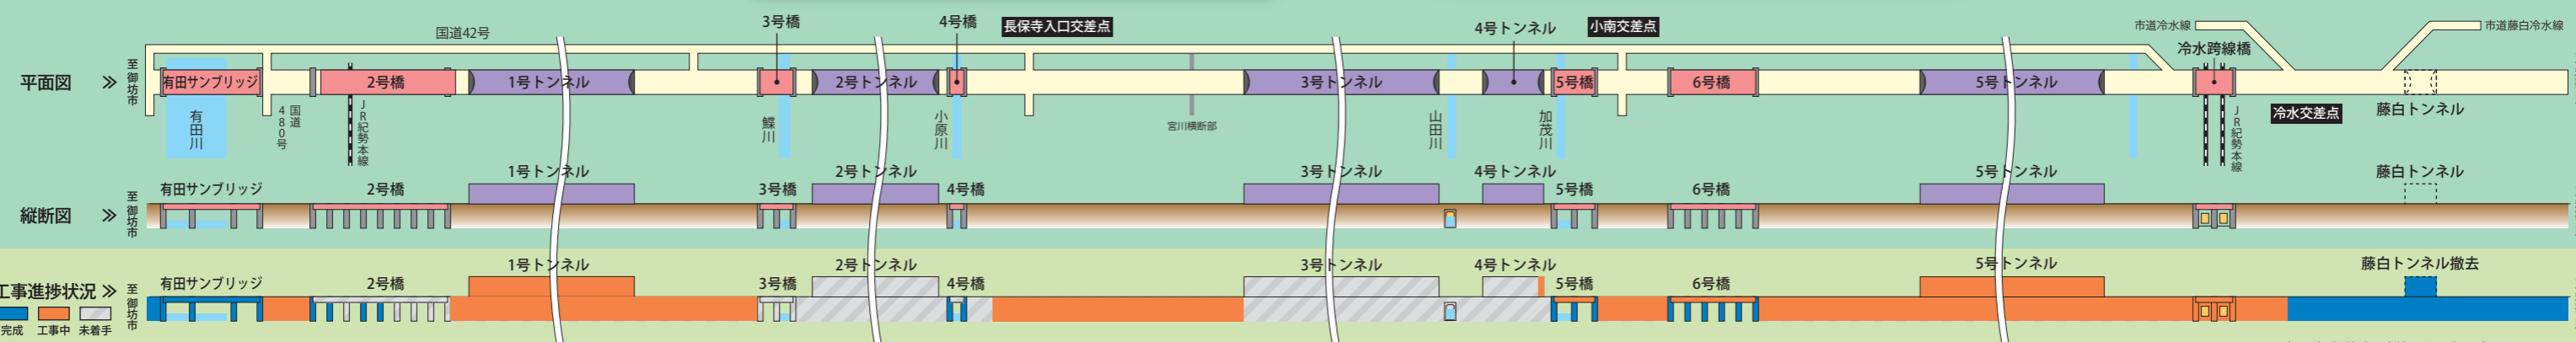 国道42号
3号橋
4号橋
長保寺入口交差点
4号トンネル
小南交差点
市道冷水線
市道藤白冷水線
冷水跨線橋
平面図 ≫
至御坊市
有田サンブリッジ
2号橋
1号トンネル
2号トンネル
3号トンネル
5号橋
6号橋
5号トンネル
有田川
国道480号
JR紀勢本線
鰈川
小原川
宮川横断部
山田川
加茂川
JR紀勢本線
冷水交差点
藤白トンネル
縦断図 ≫
至御坊市
有田サンブリッジ
2号橋
1号トンネル
3号橋
2号トンネル
4号橋
3号トンネル
4号トンネル
5号橋
6号橋
5号トンネル
藤白トンネル
工事進捗状況 ≫
至御坊市
有田サンブリッジ
2号橋
1号トンネル
3号橋
2号トンネル
4号橋
3号トンネル
4号トンネル
5号橋
6号橋
5号トンネル
藤白トンネル撤去
完成
工事中
未着手